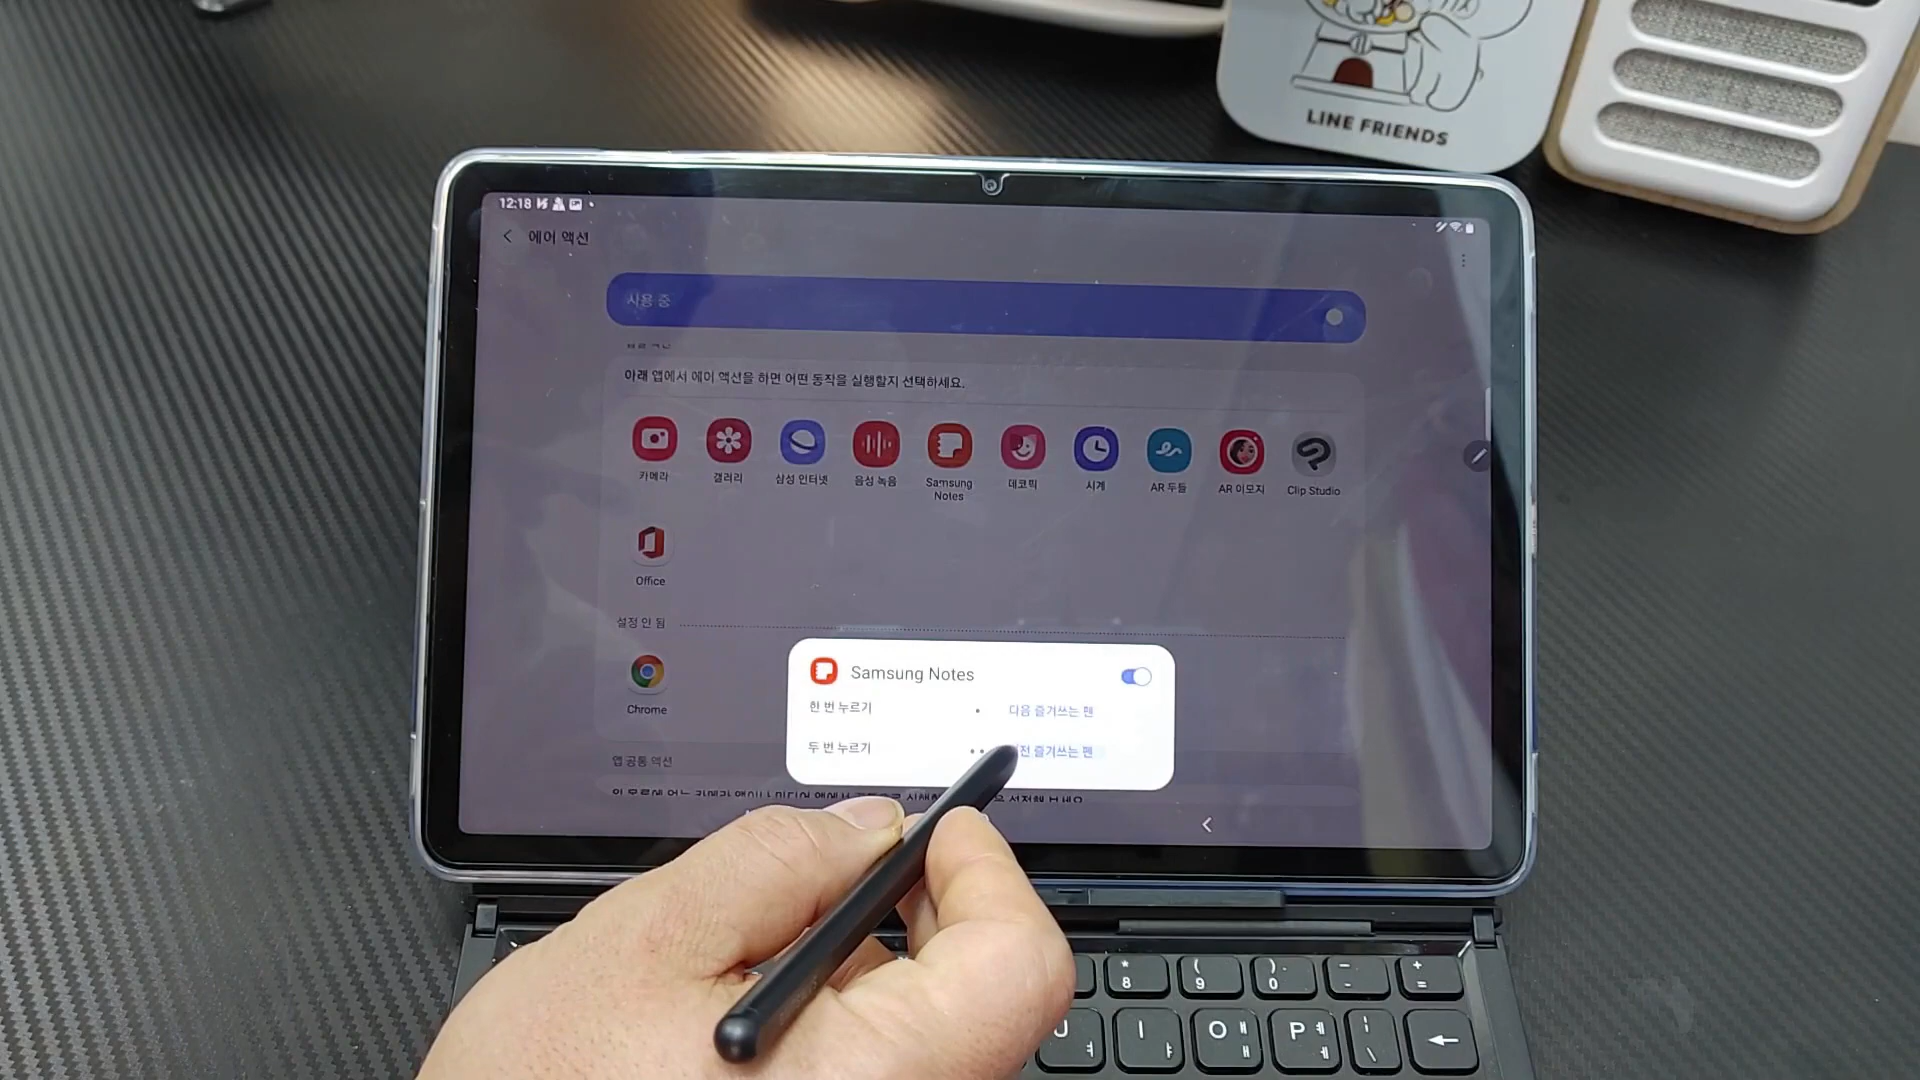 LINE FRIENDS
12:18
에어 액션
사용 중
아래 앱에서 에어 액션을 하면 어떤 동작을 실행할지 선택하세요.
카메라
갤러리
삼성 인터넷
음성 녹음
Samsung
Notes
데코픽
시계
AR 두들
AR 이모지
Clip Studio
Office
설정 안 됨
Chrome
Samsung Notes
한 번 누르기
다음 즐겨쓰는 펜
두 번 누르기
즐겨쓰는 펜
앱 공통 액션
* 8
( 9
) 0
- -
+ =
ㅕ
I ㅑ
O ㅐ ㅔ
P ㅖ
\